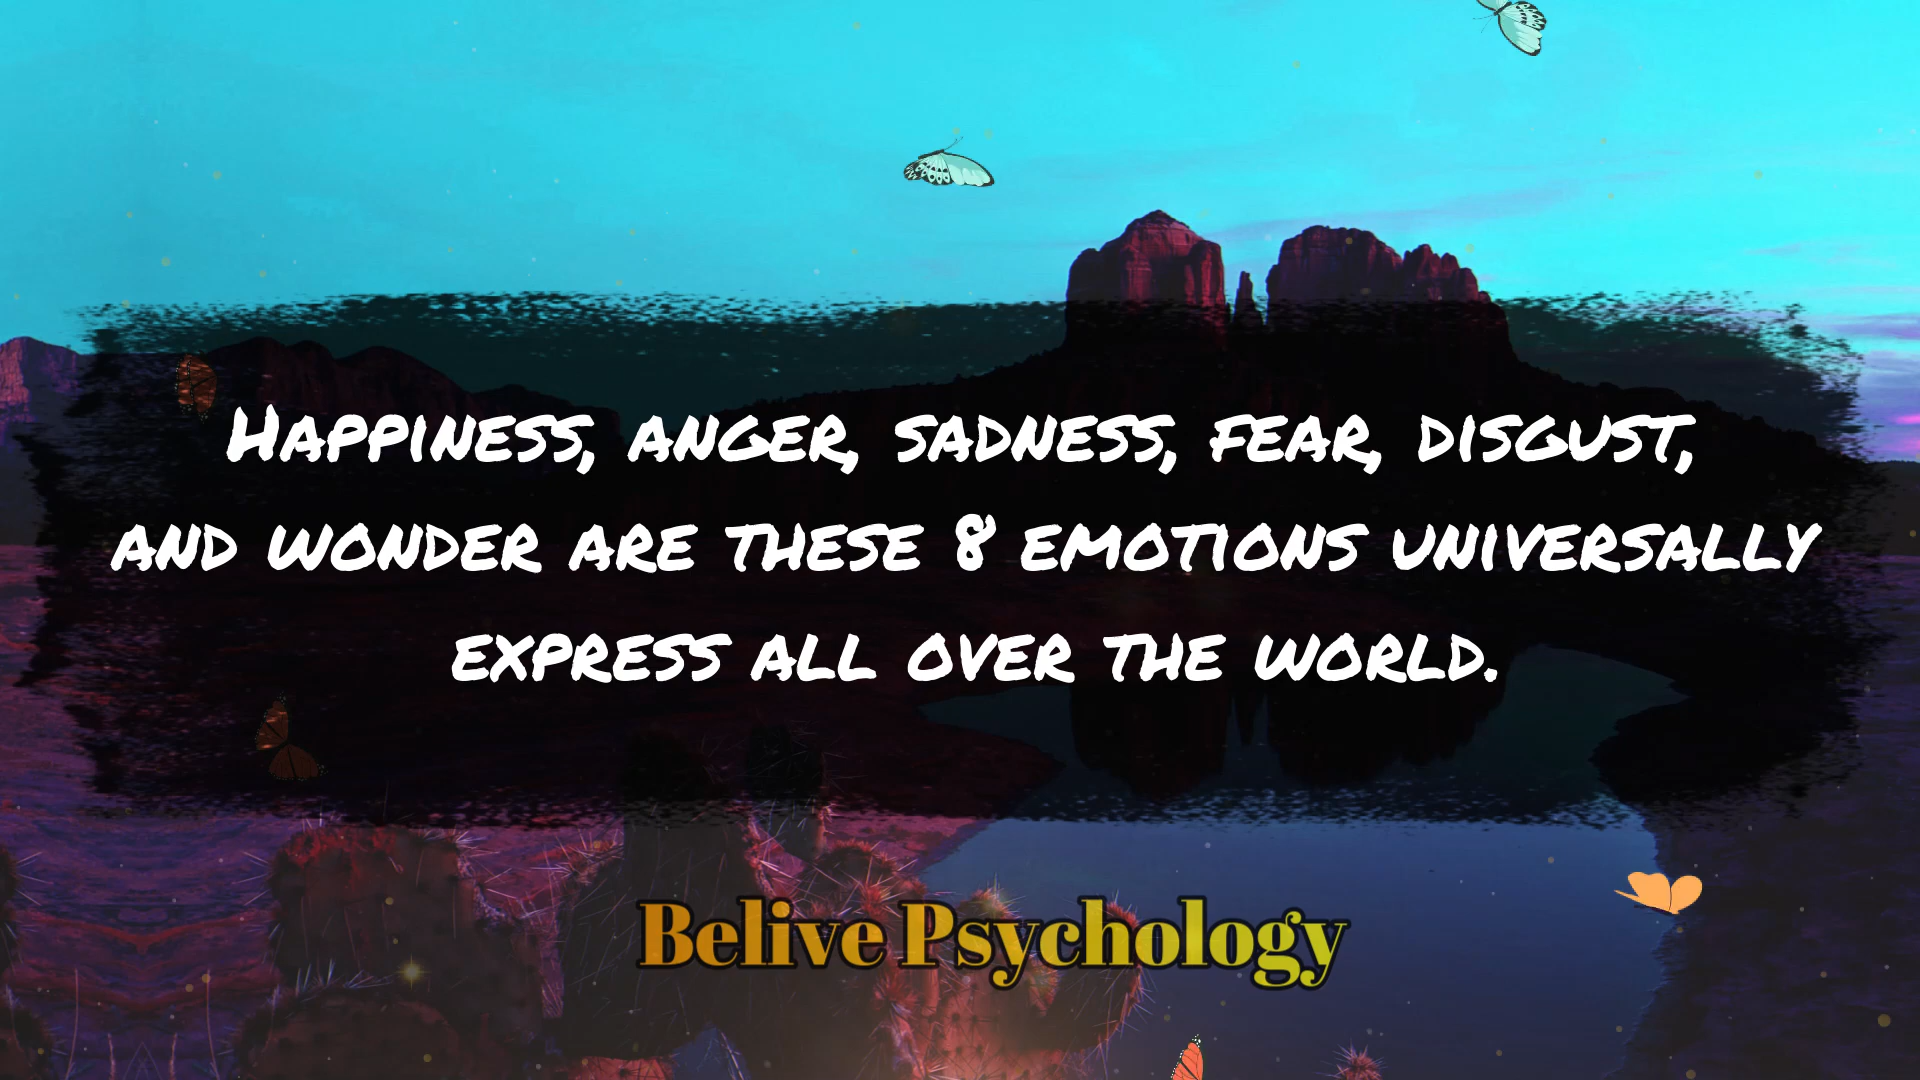 Happiness, anger, sadness, fear, disgust,
and wonder are these 8 emotions universally
express all over the world.
Belive Psychology